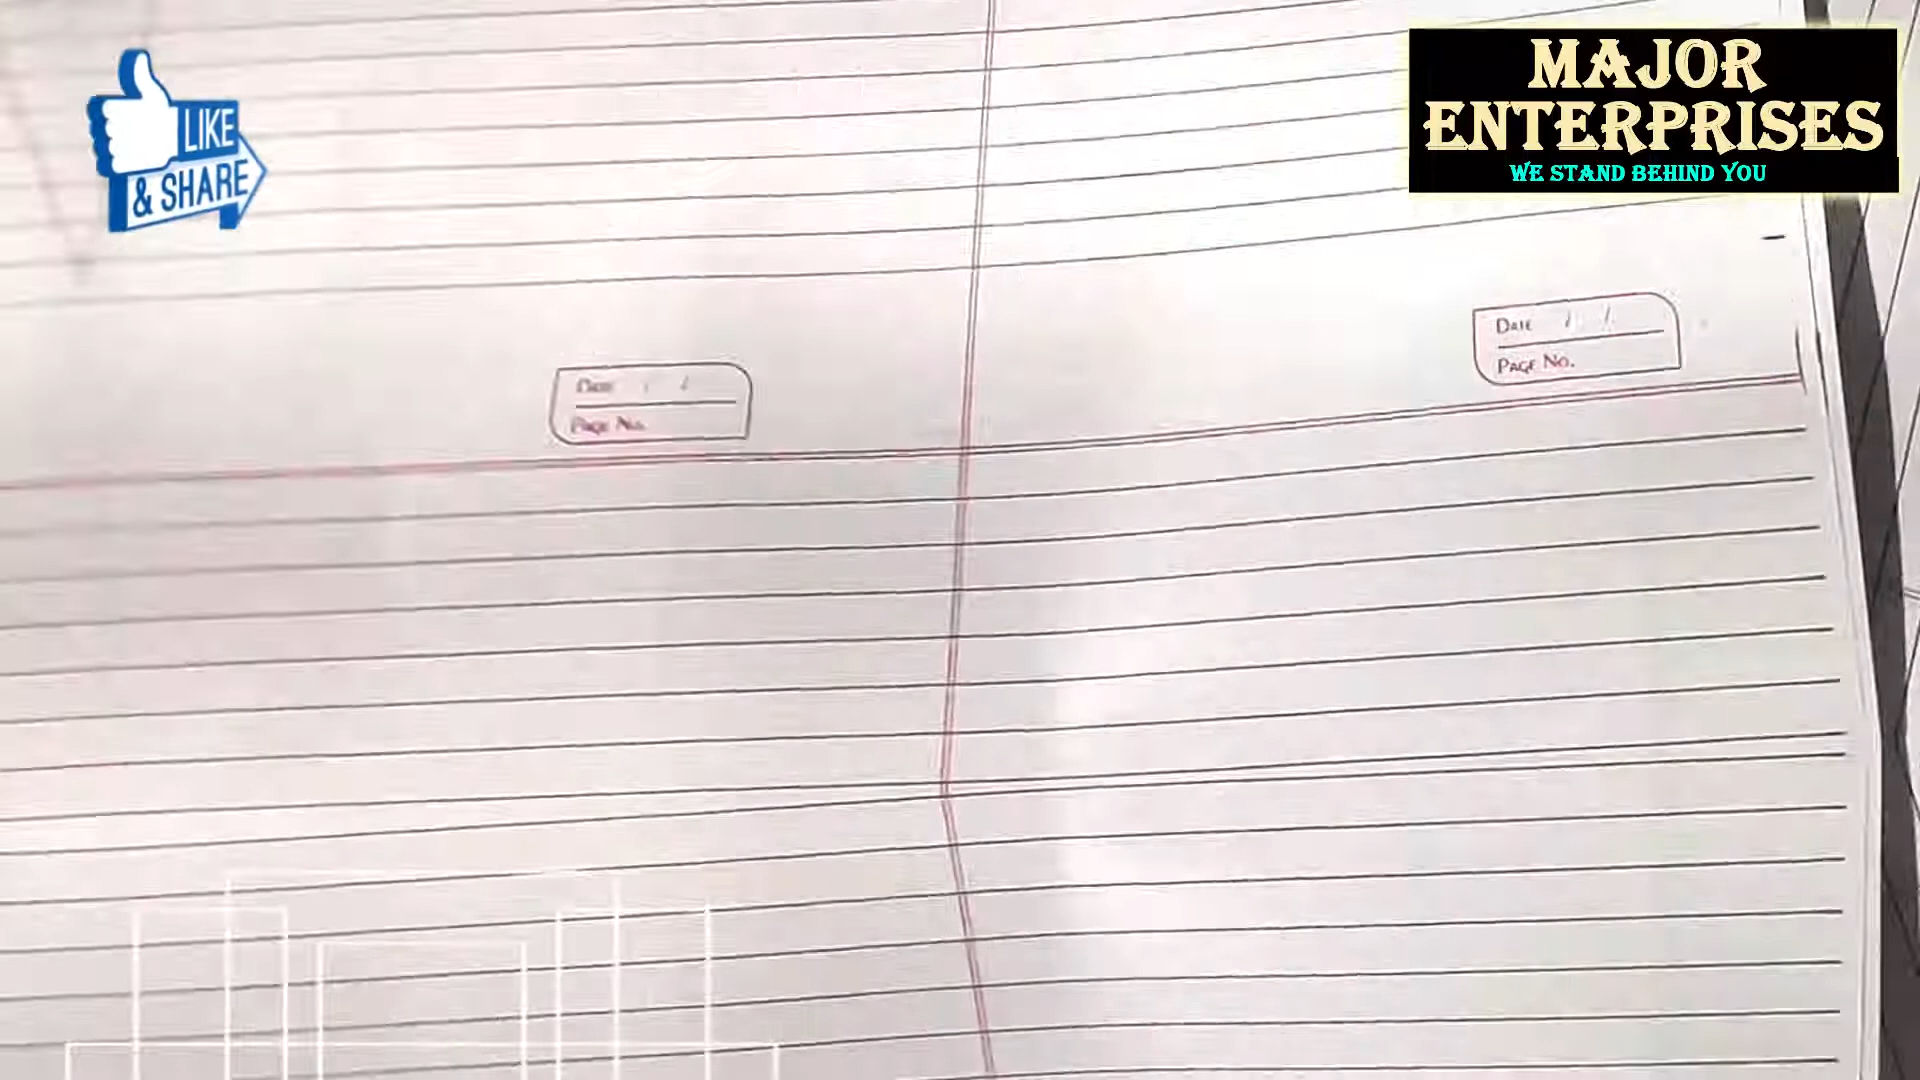 LIKE
& SHARE
MAJOR
ENTERPRISES
WE STAND BEHIND YOU
Date / /
Page No.
Date / /
Page No.